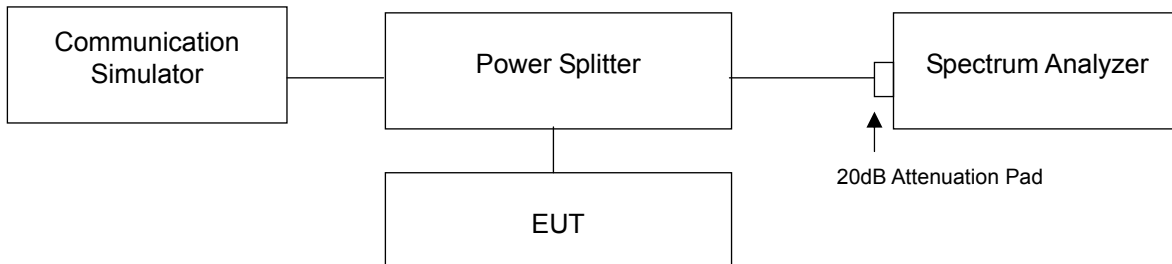 Communication
Simulator
Power Splitter
Spectrum Analyzer
20dB Attenuation Pad
EUT